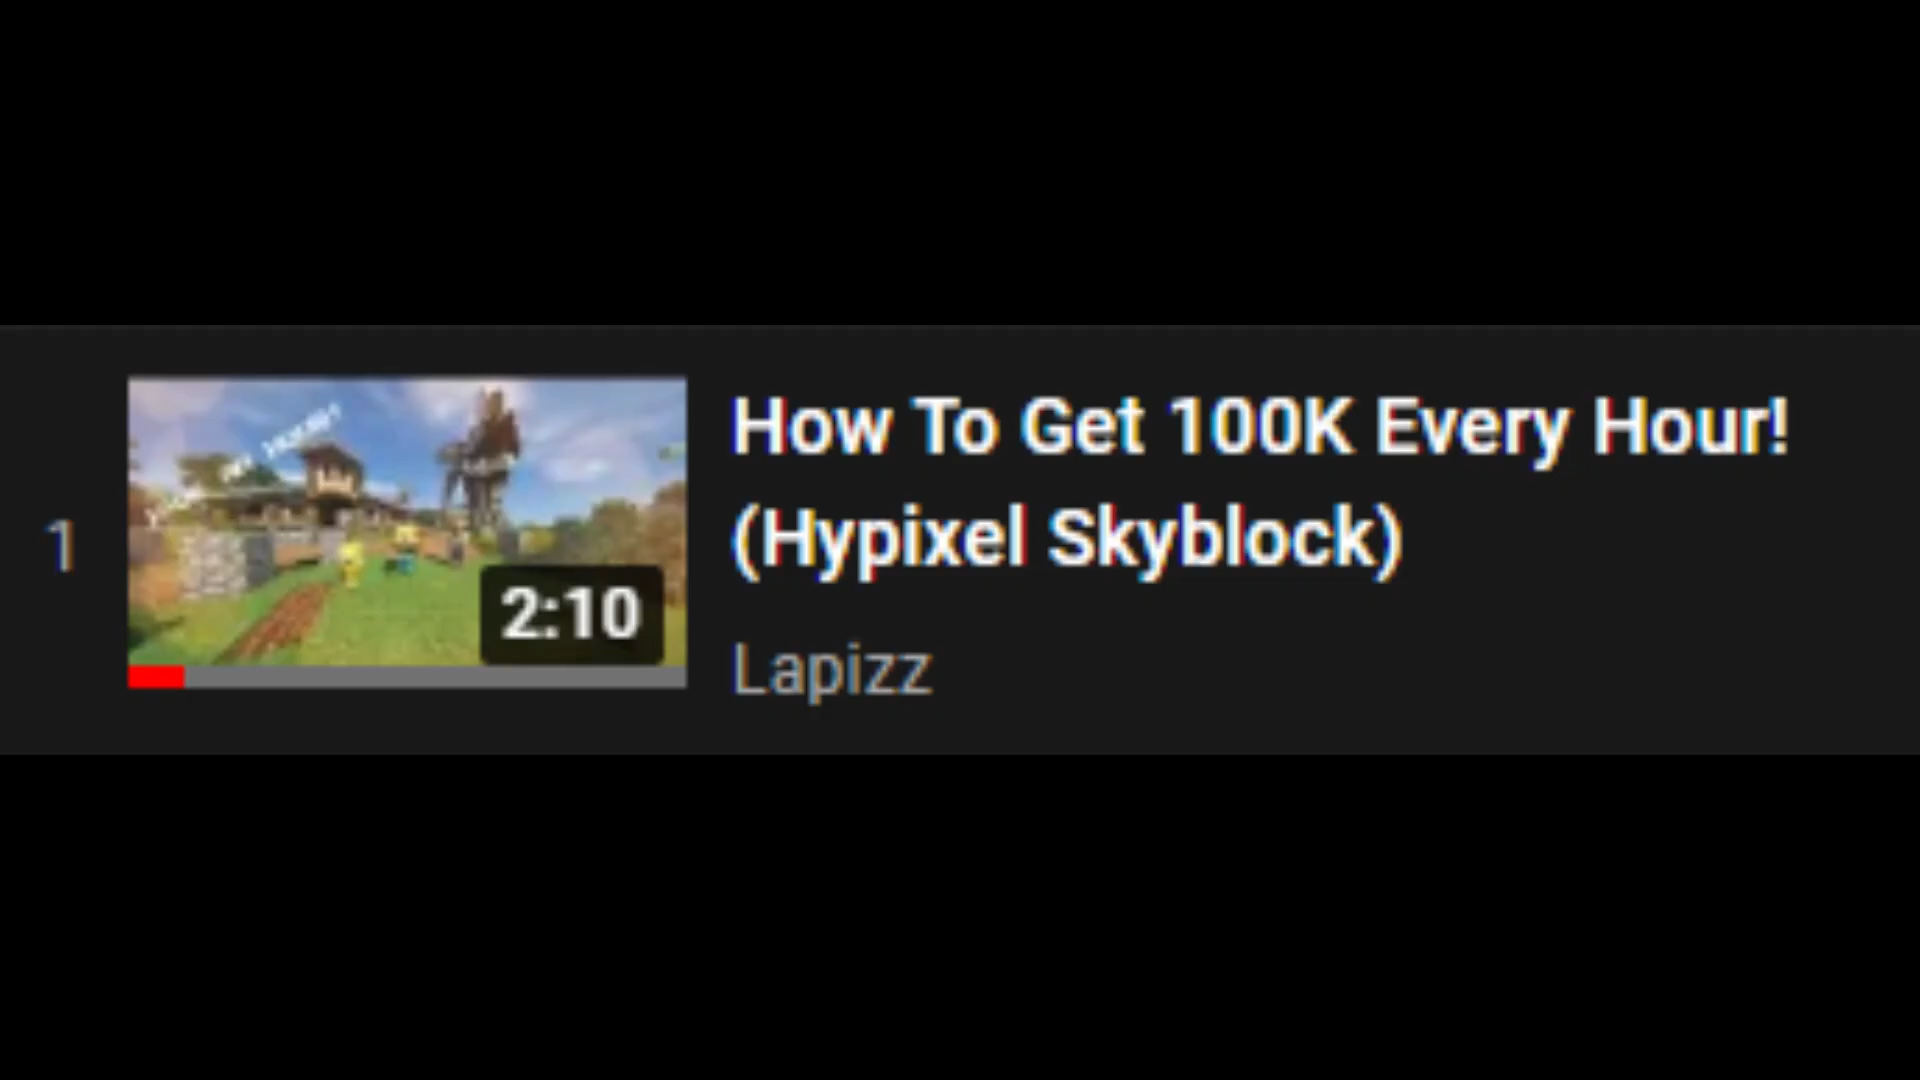 1
How To Get 100K Every Hour!
(Hypixel Skyblock)
2:10
Lapizz